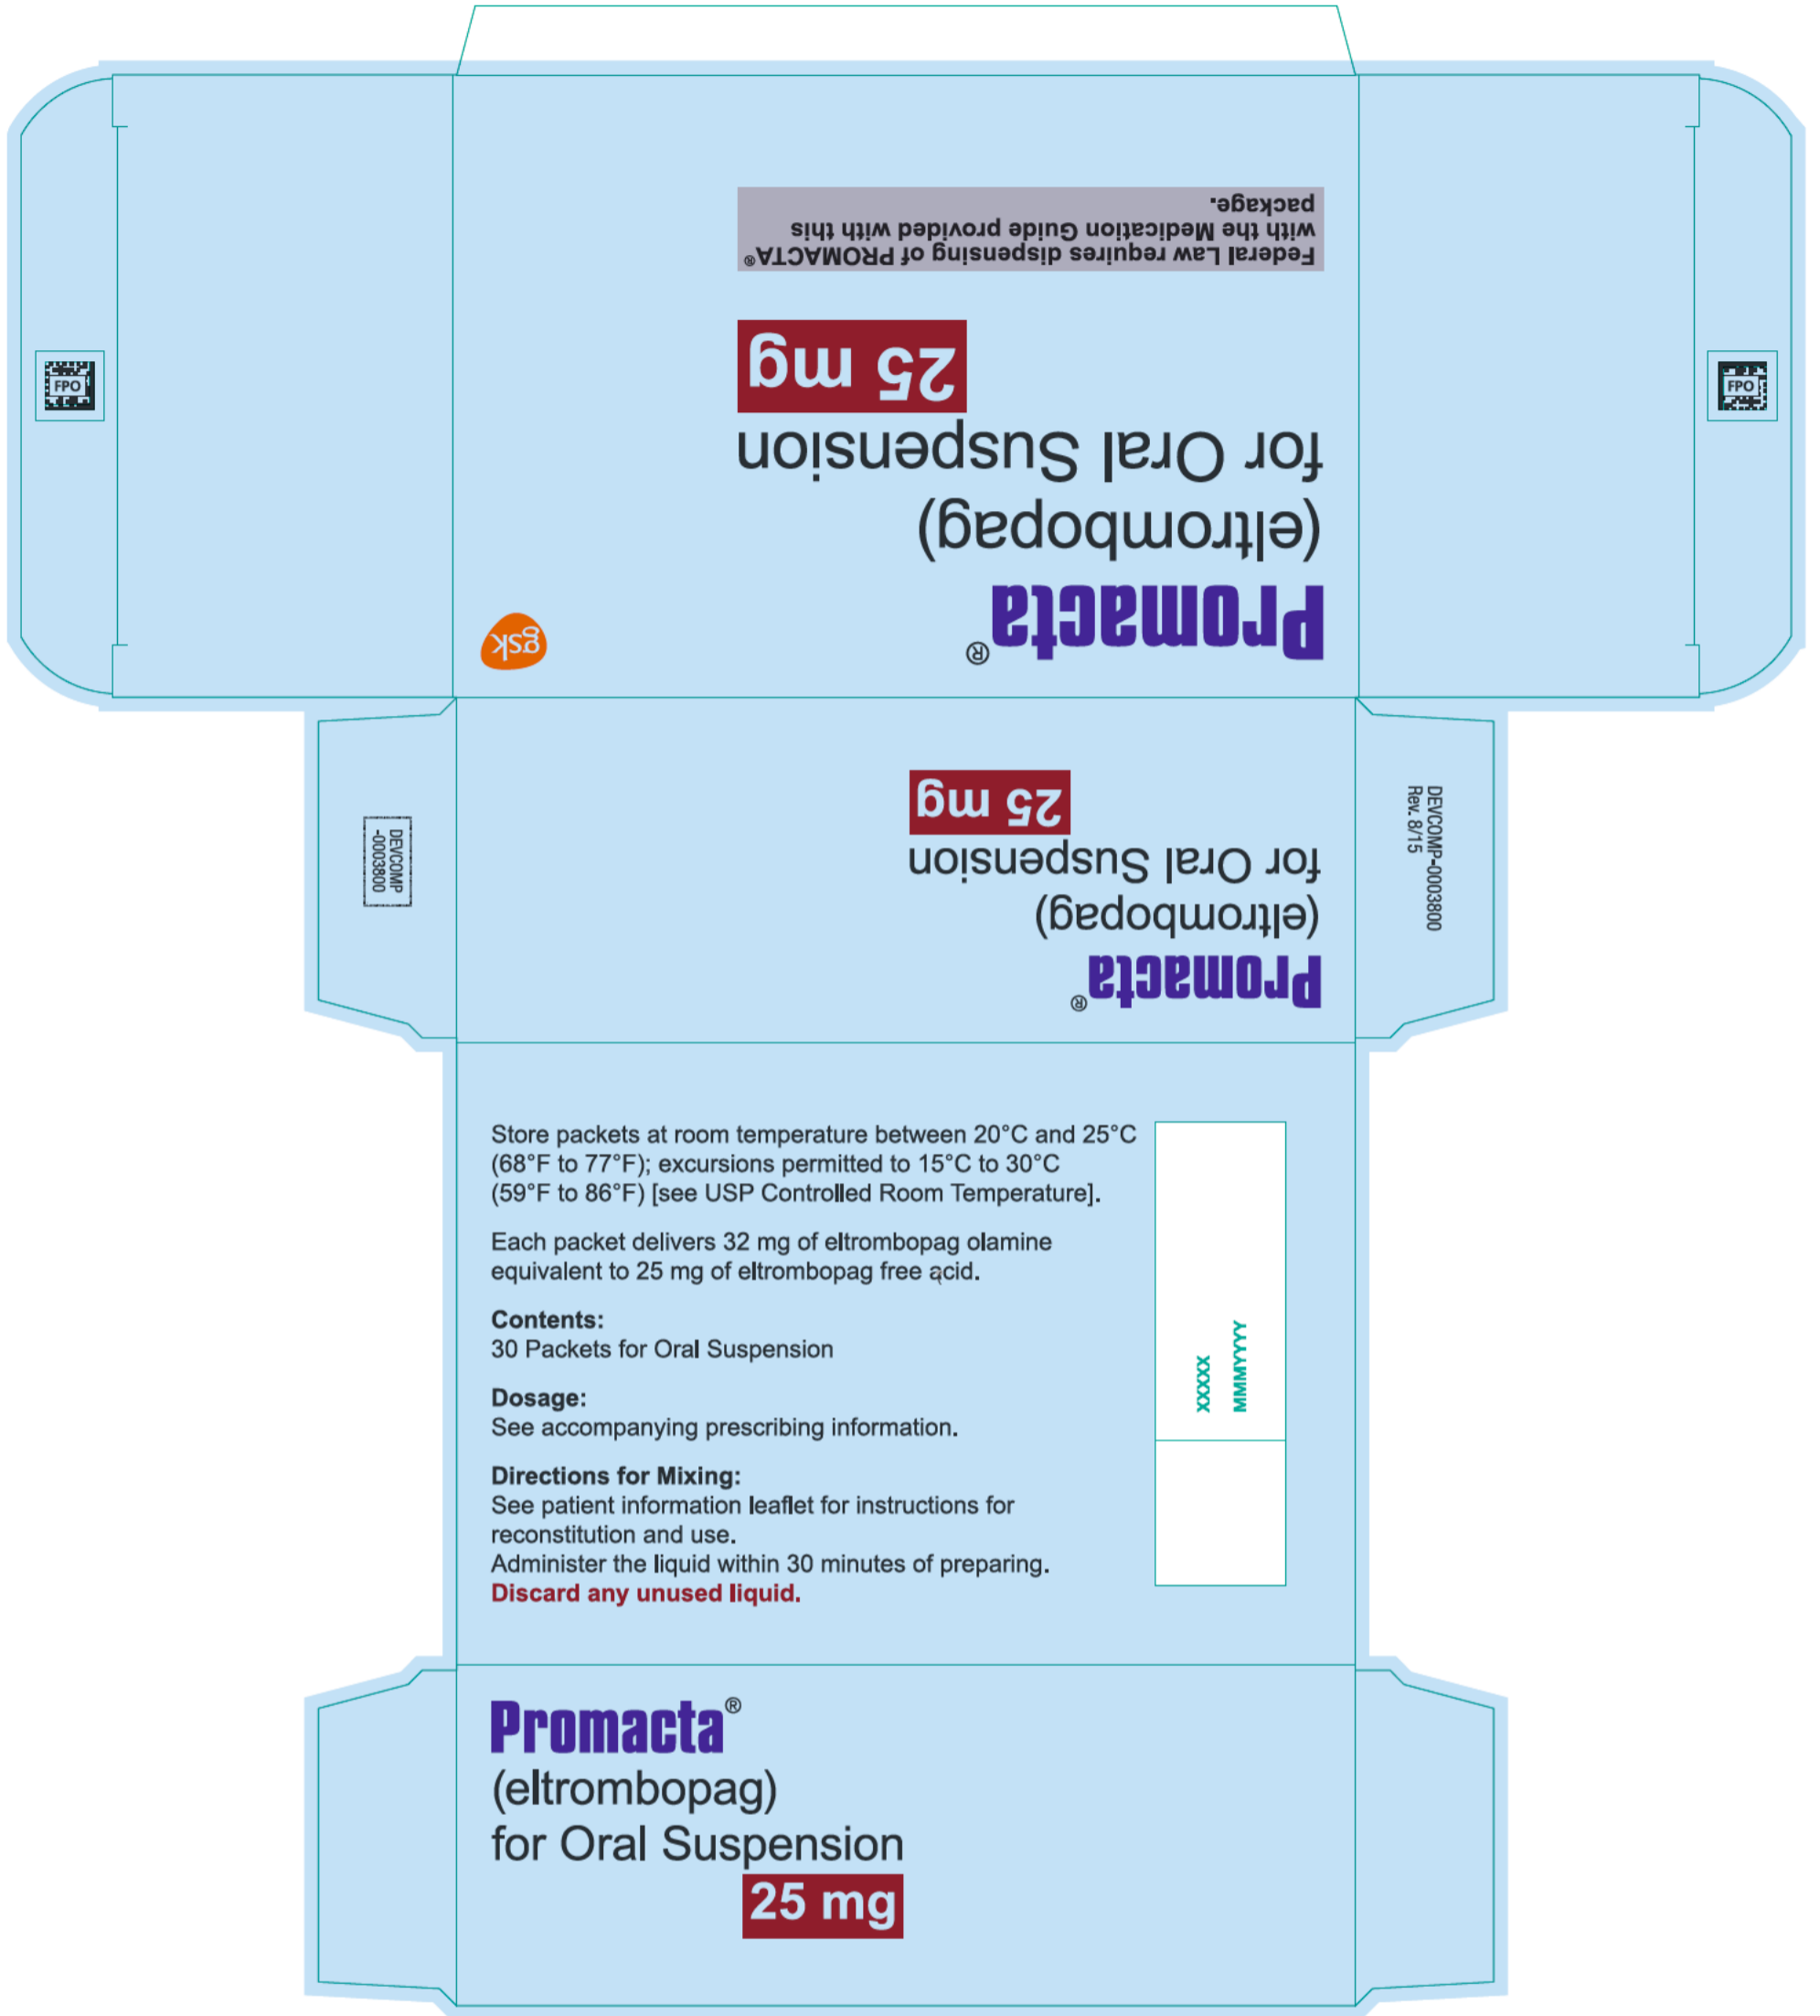 Federal Law requires dispensing of PROMACTA®
with the Medication Guide provided with this
package.
25 mg
for Oral Suspension
(eltrombopag)
Promacta®
gsk
FPO
FPO
25 mg
for Oral Suspension
(eltrombopag)
Promacta®
DEVCOMP
-0003800
DEVCOMP-0003800
Rev. 8/15
Store packets at room temperature between 20°C and 25°C
(68°F to 77°F); excursions permitted to 15°C to 30°C
(59°F to 86°F) [see USP Controlled Room Temperature].
Each packet delivers 32 mg of eltrombopag olamine
equivalent to 25 mg of eltrombopag free acid.
Contents:
30 Packets for Oral Suspension
Dosage:
See accompanying prescribing information.
Directions for Mixing:
See patient information leaflet for instructions for
reconstitution and use.
Administer the liquid within 30 minutes of preparing.
Discard any unused liquid.
XXXXX
MMMYYYY
Promacta®
(eltrombopag)
for Oral Suspension
25 mg